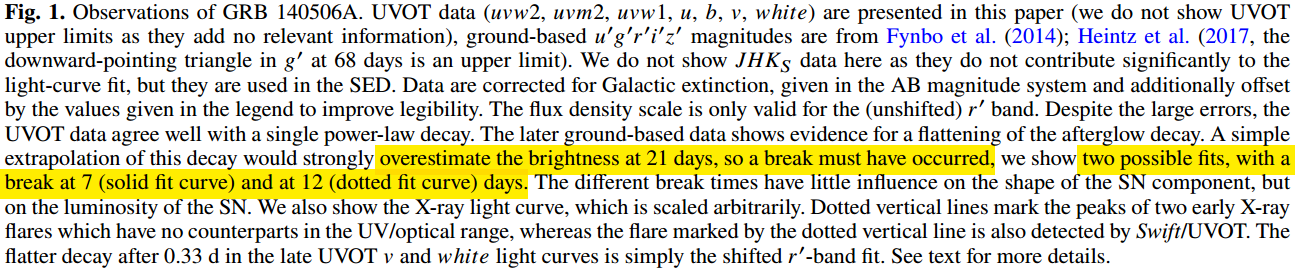 Fig. 1. Observations of GRB 140506A. UVOT data (uvw2, uvm2, uvw1, u, b, v, white) are presented in this paper (we do not show UVOT
upper limits as they add no relevant information), ground-based u′g′r′i′z′ magnitudes are from Fynbo et al. (2014); Heintz et al. (2017, the
downward-pointing triangle in g′ at 68 days is an upper limit). We do not show JHKS data here as they do not contribute significantly to the
light-curve fit, but they are used in the SED. Data are corrected for Galactic extinction, given in the AB magnitude system and additionally offset
by the values given in the legend to improve legibility. The flux density scale is only valid for the (unshifted) r′ band. Despite the large errors, the
UVOT data agree well with a single power-law decay. The later ground-based data shows evidence for a flattening of the afterglow decay. A simple
extrapolation of this decay would strongly overestimate the brightness at 21 days, so a break must have occurred, we show two possible fits, with a
break at 7 (solid fit curve) and at 12 (dotted fit curve) days. The different break times have little influence on the shape of the SN component, but
on the luminosity of the SN. We also show the X-ray light curve, which is scaled arbitrarily. Dotted vertical lines mark the peaks of two early X-ray
flares which have no counterparts in the UV/optical range, whereas the flare marked by the dotted vertical line is also detected by Swift/UVOT. The
flatter decay after 0.33 d in the late UVOT v and white light curves is simply the shifted r′-band fit. See text for more details.